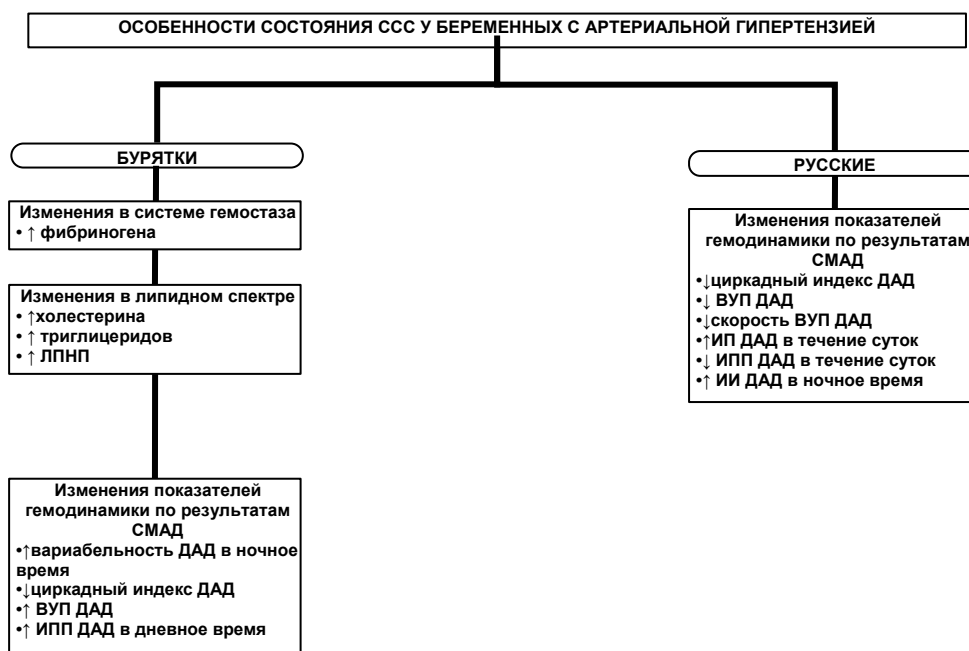 ОСОБЕННОСТИ СОСТОЯНИЯ ССС У БЕРЕМЕННЫХ С АРТЕРИАЛЬНОЙ ГИПЕРТЕНЗИЕЙ
БУРЯТКИ
Изменения в системе гемостаза
• ↑ фибриногена
Изменения в липидном спектре
• ↑холестерина
• ↑ триглицеридов
• ↑ ЛПНП
Изменения показателей
гемодинамики по результатам
СМАД
•↑вариабельность ДАД в ночное
время
•↓циркадный индекс ДАД
•↑ ВУП ДАД
•↑ ИПП ДАД в дневное время
РУССКИЕ
Изменения показателей
гемодинамики по результатам
СМАД
•↓циркадный индекс ДАД
•↓ ВУП ДАД
•↓скорость ВУП ДАД
•↑ИП ДАД в течение суток
•↓ ИПП ДАД в течение суток
•↑ ИИ ДАД в ночное время